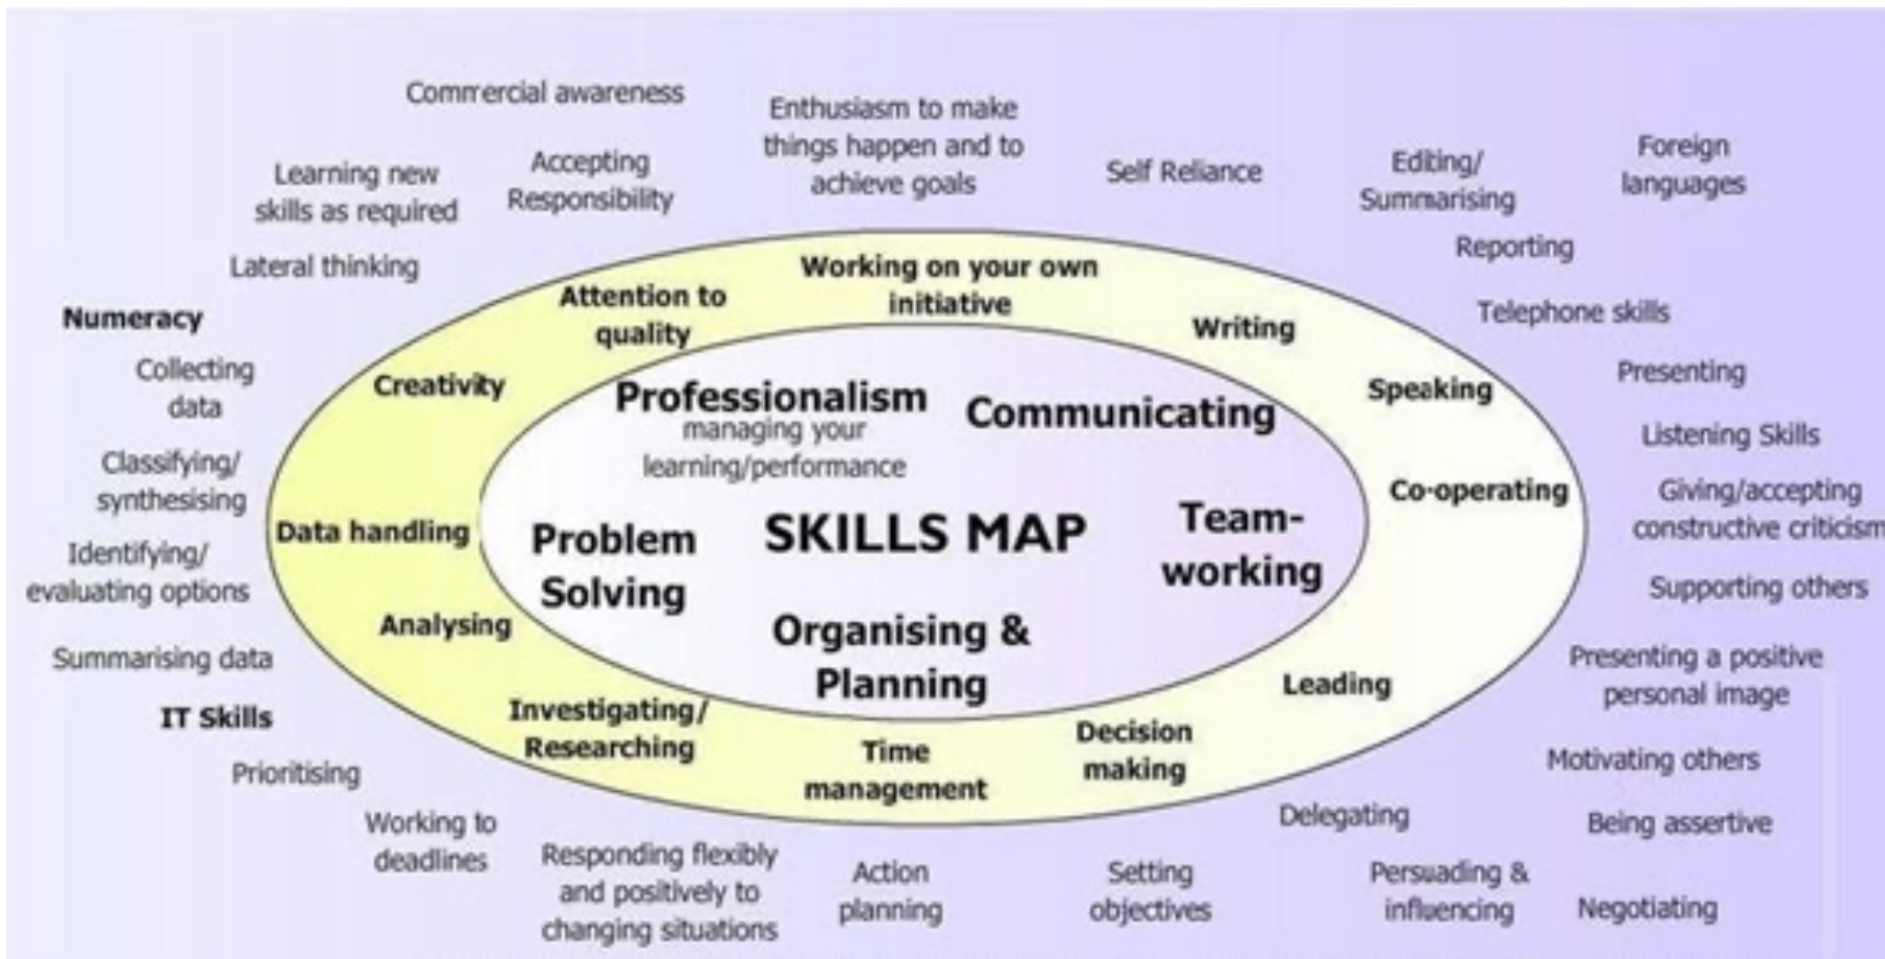 Commercial awareness
Enthusiasm to make
things happen and to
achieve goals
Learning new
skills as required
Accepting
Responsibility
Self Reliance
Editing/
Summarising
Foreign
languages
Reporting
Lateral thinking
Telephone skills
Numeracy
Collecting
data
Presenting
Listening Skills
Classifying/
synthesising
Giving/accepting
constructive criticism
Identifying/
evaluating options
Supporting others
Summarising data
Presenting a positive
personal image
IT Skills
Prioritising
Motivating others
Working to
deadlines
Delegating
Being assertive
Responding flexibly
and positively to
changing situations
Action
planning
Setting
objectives
Persuading &
influencing
Negotiating
Working on your own
initiative
Attention to
quality
Writing
Creativity
Speaking
Data handling
Co-operating
Analysing
Leading
Investigating/
Researching
Time
management
Decision
making
Professionalism
managing your
learning/performance
Communicating
Problem
Solving
SKILLS MAP
Team-
working
Organising &
Planning